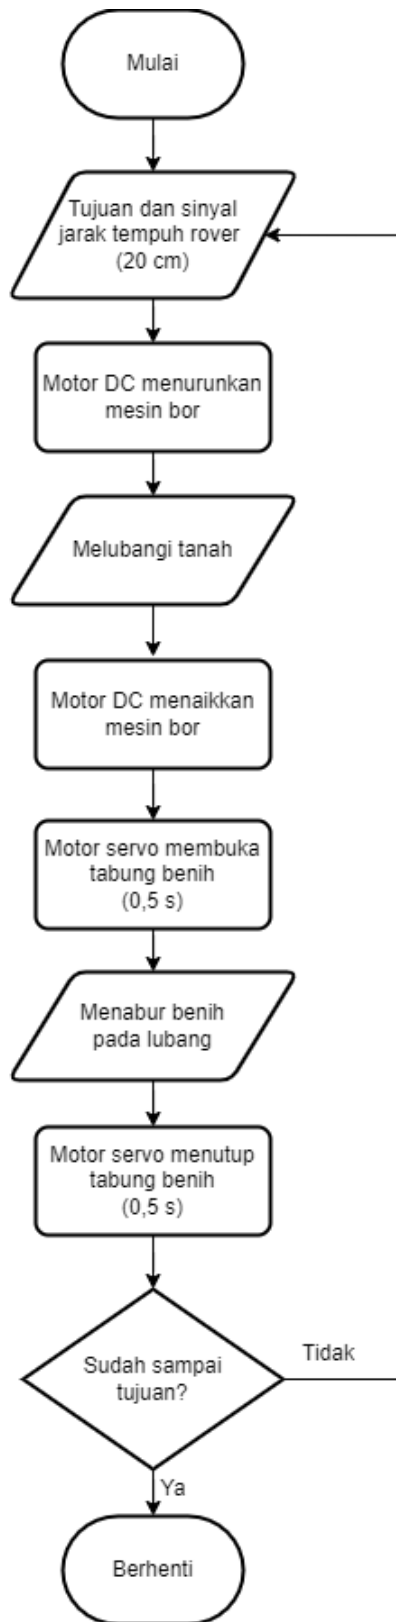 Mulai
Tujuan dan sinyal
jarak tempuh rover
(20 cm)
Motor DC menurunkan
mesin bor
Melubangi tanah
Motor DC menaikkan
mesin bor
Motor servo membuka
tabung benih
(0,5 s)
Menabur benih
pada lubang
Motor servo menutup
tabung benih
(0,5 s)
Sudah sampai
tujuan?
Tidak
Ya
Berhenti